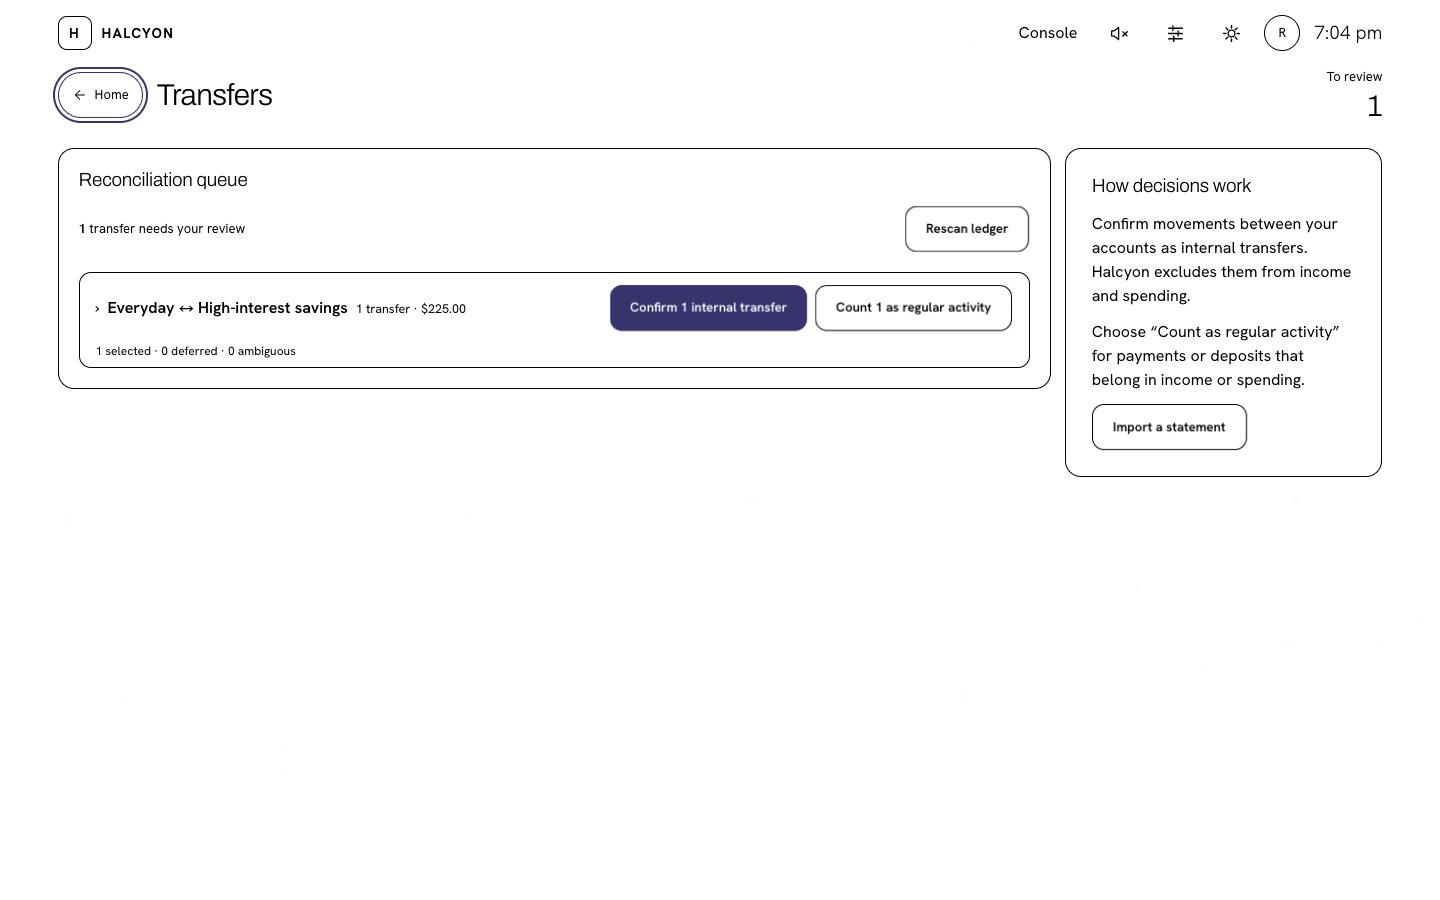 H HALCYON
Console
R
7:04 pm
← Home
Transfers
To review
1
Reconciliation queue
1 transfer needs your review
Rescan ledger
› Everyday ↔ High-interest savings 1 transfer · $225.00
Confirm 1 internal transfer
Count 1 as regular activity
1 selected · 0 deferred · 0 ambiguous
How decisions work
Confirm movements between your
accounts as internal transfers.
Halcyon excludes them from income
and spending.
Choose “Count as regular activity”
for payments or deposits that
belong in income or spending.
Import a statement